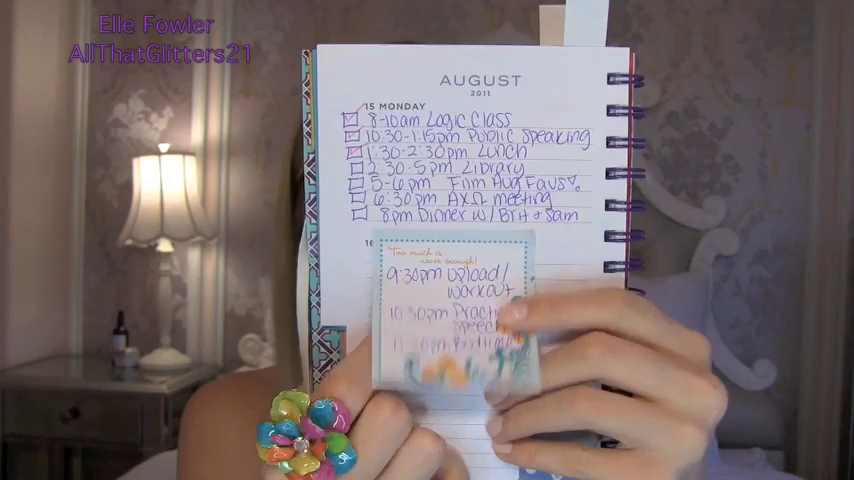 Elle Fowler
AllThatGlitters21
AUGUST
2011
15 MONDAY
8-10am Logic Class
10:30-1:15pm Public Speaking
1:30-2:30pm Lunch
2:30-5pm Library
5-6pm Film Aug Favs
6:30pm AXΩ meeting
8pm Dinner w/ Brit & Sam
16
Too much is
never enough!
9:30pm upload/
workout
10:30pm